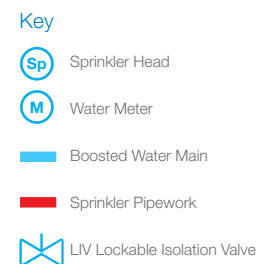 Key
Sp Sprinkler Head
M Water Meter
Boosted Water Main
Sprinkler Pipework
LIV Lockable Isolation Valve